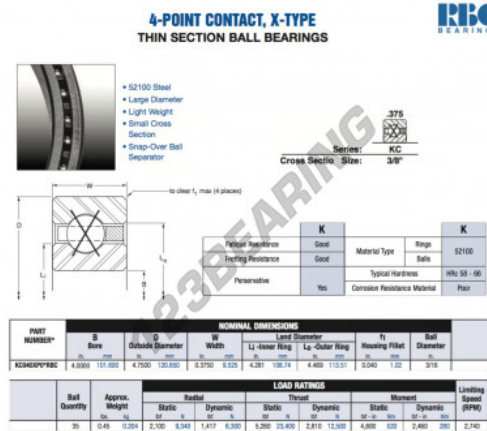 4-POINT CONTACT, X-TYPE
THIN SECTION BALL BEARINGS
RBC
BEARINGS
• 52100 Steel
• Large Diameter
• Light Weight
• Small Cross
Section
• Snap-Over Ball
Separator
.375
Series: KC
Cross Sectio Size: 3/8"
123BEARING
W
to clear f1 max (4 places)
D
B
K K
Fatigue Resistance Good Material Type Rings 52100
Fretting Resistance Good Balls
Perservative Yes Typical Hardness HRc 58 - 66
Corrosion Resistance Material Poor
PART NUMBER* NOMINAL DIMENSIONS
B Bore D Outside Diameter W Width Land Diameter f1 Housing Fillet Ball Diameter
Li -Inner Ring Lo -Outer Ring
in. mm in. mm in. mm in. mm in. mm in. mm in.
KC040XP0*RBC 4.0000 101.600 4.7500 120.650 0.3750 9.525 4.281 108.74 4.469 113.51 0.040 1.02 3/16
Ball Quantity Approx. Weight LOAD RATINGS Limiting Speed (RPM)
Radial Thrust Moment
Static Dynamic Static Dynamic Static Dynamic
lbs. kg lbf N lbf N lbf N lbf N lbf - in Nm lbf - in Nm
35 0.45 0.204 2,100 9,340 1,417 6,300 5,260 23,400 2,810 12,500 4,600 520 2,480 280 2,740